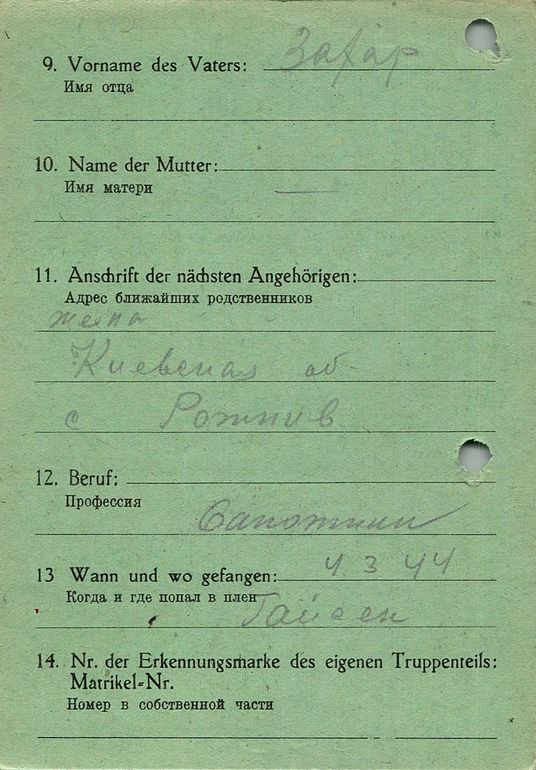 9. Vorname des Vaters: Захар
Имя отца
10. Name der Mutter:
Имя матери —
11. Anschrift der nächsten Angehörigen:
Адрес ближайших родственников
жена
Киевская об
с Рожнив
12. Beruf:
Профессия
Сапожник
13 Wann und wo gefangen: 4 3 44
Когда и где попал в плен Гайсен
14. Nr. der Erkennungsmarke des eigenen Truppenteils:
Matrikel-Nr.
Номер в собственной части